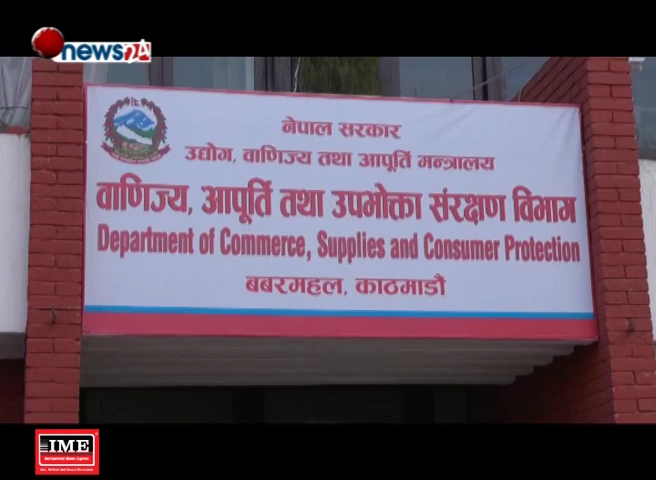 news24
नेपाल सरकार
उद्योग, वाणिज्य तथा आपूर्ति मन्त्रालय
वाणिज्य, आपूर्ति तथा उपभोक्ता संरक्षण विभाग
Department of Commerce, Supplies and Consumer Protection
बबरमहल, काठमाडौं
IME